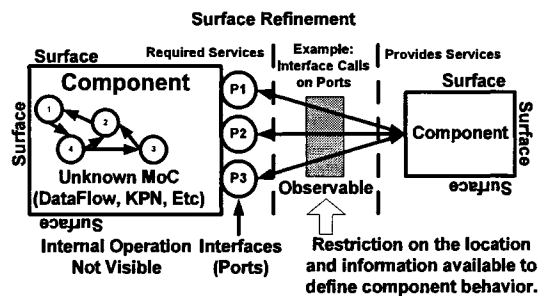 Surface Refinement
Surface
Required Services
Example:
Interface Calls
on Ports
Provides Services
Surface
Component
1
2
4
3
Unknown MoC
(DataFlow, KPN, Etc)
Surface
Surface
P1
P2
P3
Observable
Surface
Component
Surface
Surface
Internal Operation
Not Visible
Interfaces
(Ports)
Restriction on the location
and information available to
define component behavior.